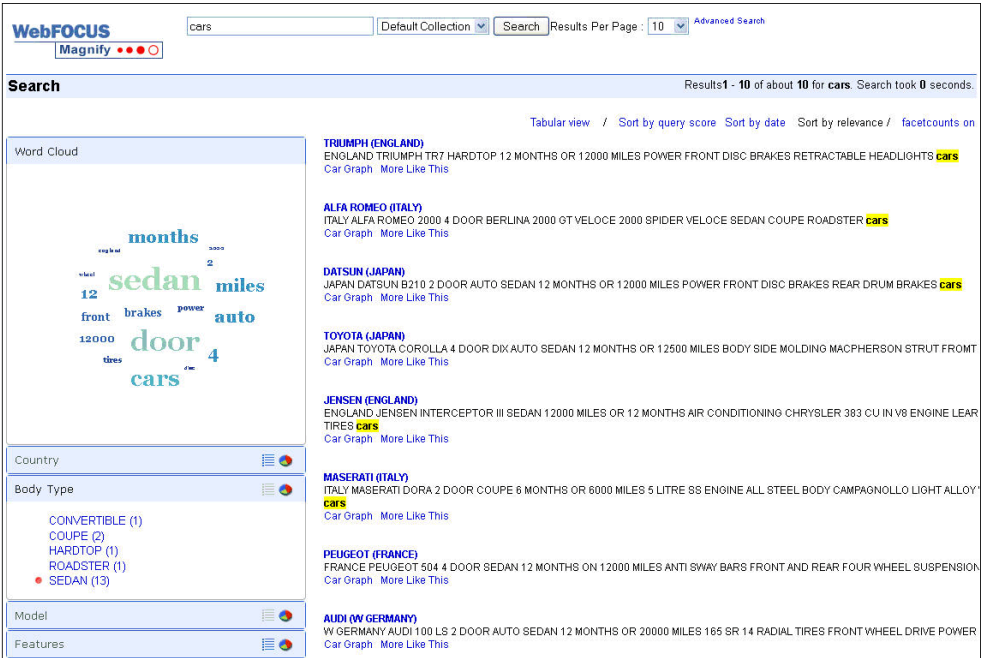 WebFOCUS
Magnify
cars
Default Collection
Search
Results Per Page :
10
Advanced Search
Search
Results1 - 10 of about 10 for cars. Search took 0 seconds.
Tabular view / Sort by query score Sort by date Sort by relevance / facetcounts on
Word Cloud
months
england
2000
2
wheel
sedan
miles
12
front
brakes
power
auto
12000
door
4
tires
disc
cars
Country
Body Type
CONVERTIBLE (1)
COUPE (2)
HARDTOP (1)
ROADSTER (1)
SEDAN (13)
Model
Features
TRIUMPH (ENGLAND)
ENGLAND TRIUMPH TR7 HARDTOP 12 MONTHS OR 12000 MILES POWER FRONT DISC BRAKES RETRACTABLE HEADLIGHTS cars
Car Graph More Like This
ALFA ROMEO (ITALY)
ITALY ALFA ROMEO 2000 4 DOOR BERLINA 2000 GT VELOCE 2000 SPIDER VELOCE SEDAN COUPE ROADSTER cars
Car Graph More Like This
DATSUN (JAPAN)
JAPAN DATSUN B210 2 DOOR AUTO SEDAN 12 MONTHS OR 12000 MILES POWER FRONT DISC BRAKES REAR DRUM BRAKES cars
Car Graph More Like This
TOYOTA (JAPAN)
JAPAN TOYOTA COROLLA 4 DOOR DIX AUTO SEDAN 12 MONTHS OR 12500 MILES BODY SIDE MOLDING MACPHERSON STRUT FROMT
Car Graph More Like This
JENSEN (ENGLAND)
ENGLAND JENSEN INTERCEPTOR III SEDAN 12000 MILES OR 12 MONTHS AIR CONDITIONING CHRYSLER 383 CU IN V8 ENGINE LEAR
TIRES cars
Car Graph More Like This
MASERATI (ITALY)
ITALY MASERATI DORA 2 DOOR COUPE 6 MONTHS OR 6000 MILES 5 LITRE SS ENGINE ALL STEEL BODY CAMPAGNOLLO LIGHT ALLOY
cars
Car Graph More Like This
PEUGEOT (FRANCE)
FRANCE PEUGEOT 504 4 DOOR SEDAN 12 MONTHS ON 12000 MILES ANTI SWAY BARS FRONT AND REAR FOUR WHEEL SUSPENSION
Car Graph More Like This
AUDI (W GERMANY)
W GERMANY AUDI 100 LS 2 DOOR AUTO SEDAN 12 MONTHS OR 20000 MILES 165 SR 14 RADIAL TIRES FRONT WHEEL DRIVE POWER
Car Graph More Like This